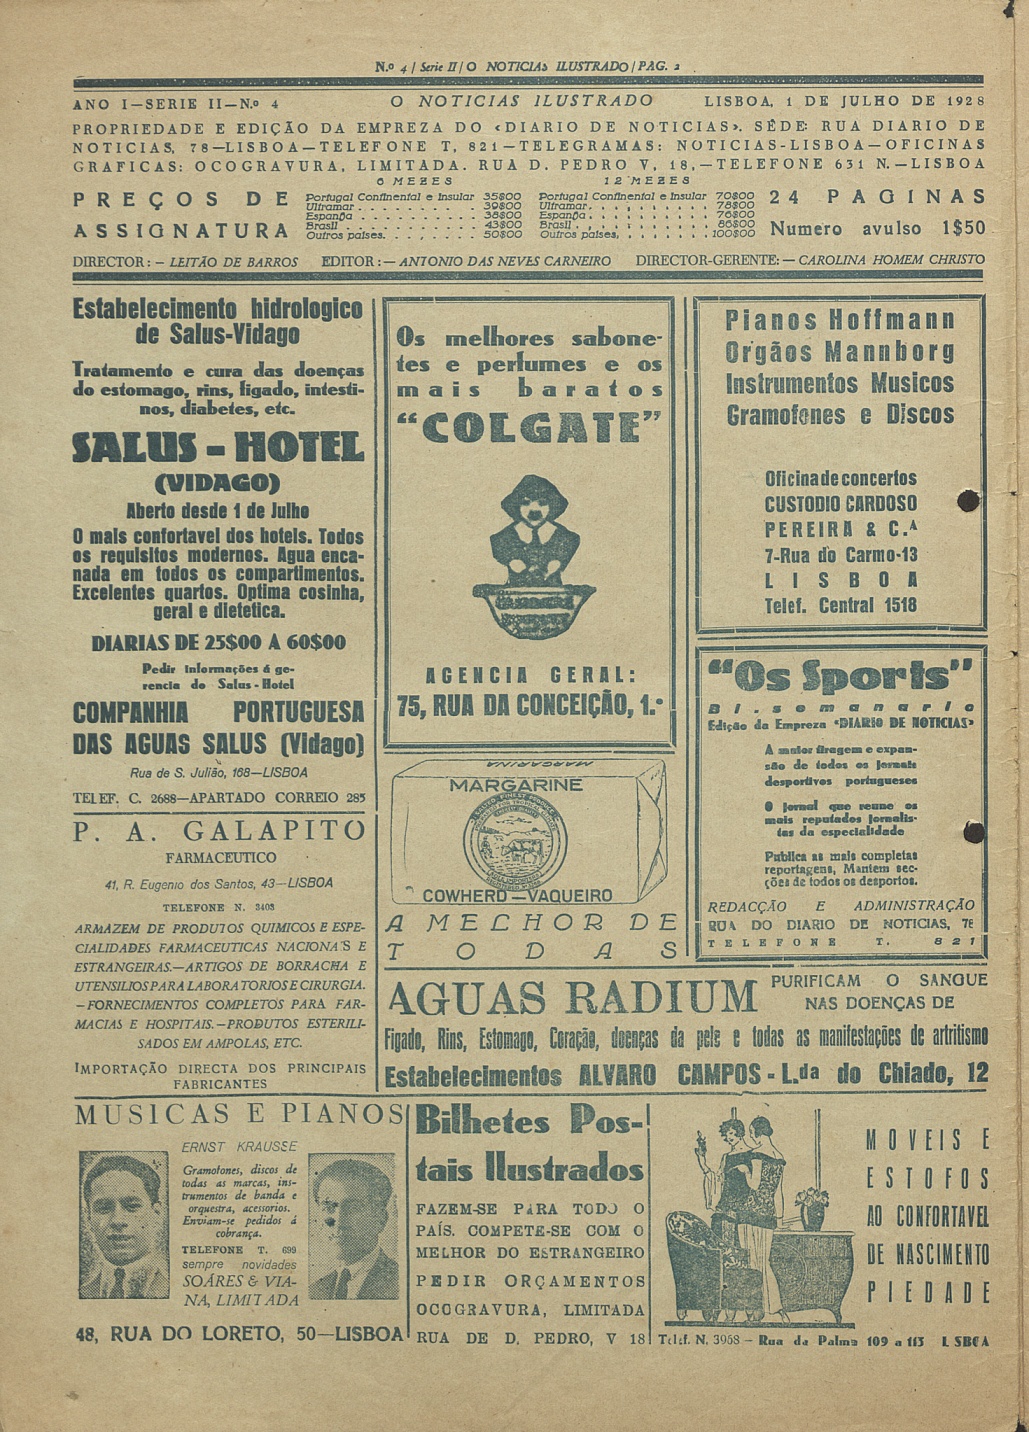 N.º 4 / Serie II / O NOTICIAS ILUSTRADO / PAG. 2
ANO I—SERIE II—N.º 4
O NOTICIAS ILUSTRADO
LISBOA, 1 DE JULHO DE 1928
PROPRIEDADE E EDIÇÃO DA EMPREZA DO «DIARIO DE NOTICIAS». SÉDE: RUA DIARIO DE
NOTICIAS, 78—LISBOA—TELEFONE T, 821—TELEGRAMAS: NOTICIAS-LISBOA—OFICINAS
GRAFICAS: OCOGRAVURA, LIMITADA. RUA D. PEDRO V, 18,—TELEFONE 631 N.—LISBOA
PREÇOS DE
ASSIGNATURA
6 MEZES
Portugal Continental e Insular 35$00
Ultramar. . . . . . . . . . 39$00
Espanha . . . . . . . . . . 38$00
Brasil . . . . . . . . . . 43$00
Outros paises. . . . . . . 50$00
12 MEZES
Portugal Continental e Insular 70$00
Ultramar. . . . . . . . . . 78$00
Espanha. . . . . . . . . . 76$00
Brasil. . . . . . . . . . 86$00
Outros paises, . . . . . . 100$00
24 PAGINAS
Numero avulso 1$50
DIRECTOR: — LEITÃO DE BARROS EDITOR: — ANTONIO DAS NEVES CARNEIRO DIRECTOR-GERENTE: — CAROLINA HOMEM CHRISTO
Estabelecimento hidrologico
de Salus-Vidago
Tratamento e cura das doenças
do estomago, rins, ligado, intesti-
nos, diabetes, etc.
SALUS - HOTEL
(VIDAGO)
Aberto desde 1 de Julho
O mais confortavel dos hoteis. Todos
os requisitos modernos. Agua enca-
nada em todos os compartimentos.
Excelentes quartos. Optima cosinha,
geral e dietetica.
DIARIAS DE 25$00 A 60$00
Pedir informações á ge-
rencia do Salus-Hotel
COMPANHIA PORTUGUESA
DAS AGUAS SALUS (Vidago)
Rua de S. Julião, 168—LISBOA
TELEF. C. 2688—APARTADO CORREIO 285
P. A. GALAPITO
FARMACEUTICO
41, R. Eugenio dos Santos, 43—LISBOA
TELEFONE N. 3408
ARMAZEM DE PRODUTOS QUIMICOS E ESPE-
CIALIDADES FARMACEUTICAS NACIONAIS E
ESTRANGEIRAS.—ARTIGOS DE BORRACHA E
UTENSILIOS PARA LABORATORIOS E CIRURGIA.
—FORNECIMENTOS COMPLETOS PARA FAR-
MACIAS E HOSPITAIS.—PRODUTOS ESTERILI-
SADOS EM AMPOLAS, ETC.
IMPORTAÇÃO DIRECTA DOS PRINCIPAIS
FABRICANTES
Os melhores sabone-
tes e perfumes e os
mais baratos
"COLGATE"
AGENCIA GERAL:
75, RUA DA CONCEIÇÃO, 1.º
MARGARINE
MARGARINE
COWHERD—VAQUEIRO
A MELHOR DE
TODAS
Pianos Hoffmann
Orgãos Mannborg
Instrumentos Musicos
Gramofones e Discos
Oficina de concertos
CUSTODIO CARDOSO
PEREIRA & C.ª
7-Rua do Carmo-13
LISBOA
Telef. Central 1518
"Os Sports"
Bi-semanario
Edição da Empreza «DIARIO DE NOTICIAS»
A maior tiragem e expan-
são de todos os jornais
desportivos portugueses
O jornal que reune os
mais reputados jornalis-
tas da especialidade
Publica as mais completas
reportagens, Mantem sec-
ções de todos os desportos.
REDACÇÃO E ADMINISTRAÇÃO
RUA DO DIARIO DE NOTICIAS, 78
TELEFONE T. 821
AGUAS RADIUM
PURIFICAM O SANGUE
NAS DOENÇAS DE
Figado, Rins, Estomago, Coração, doenças da pele e todas as manifestações de artritismo
Estabelecimentos ALVARO CAMPOS - L.da do Chiado, 12
MUSICAS E PIANOS
ERNST KRAUSSE
Gramofones, discos de
todas as marcas, ins-
trumentos de banda e
orquestra, acessorios.
Enviam-se pedidos á
cobrança.
TELEFONE T. 699
sempre novidades
SOÁRES & VIA-
NA, LIMITADA
48, RUA DO LORETO, 50—LISBOA
Bilhetes Pos-
tais Ilustrados
FAZEM-SE PARA TODO O
PAÍS. COMPETE-SE COM O
MELHOR DO ESTRANGEIRO
PEDIR ORÇAMENTOS
OCOGRAVURA, LIMITADA
RUA DE D. PEDRO, V 18
MOVEIS E
ESTOFOS
AO CONFORTAVEL
DE NASCIMENTO
PIEDADE
Telef. N. 3968 — Rua da Palma 109 a 113 LISBOA